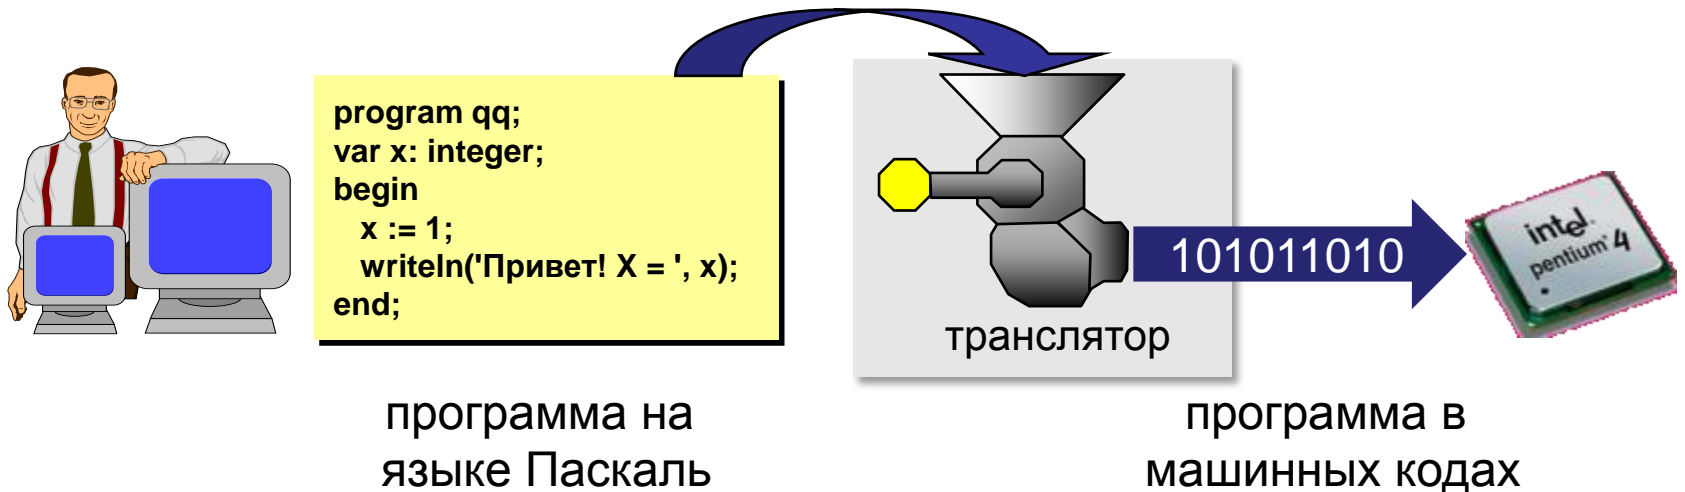 program qq;
var x: integer;
begin
x := 1;
writeln('Привет! X = ', x);
end;
транслятор
101011010
intel.
pentium® 4
программа на
языке Паскаль
программа в
машинных кодах